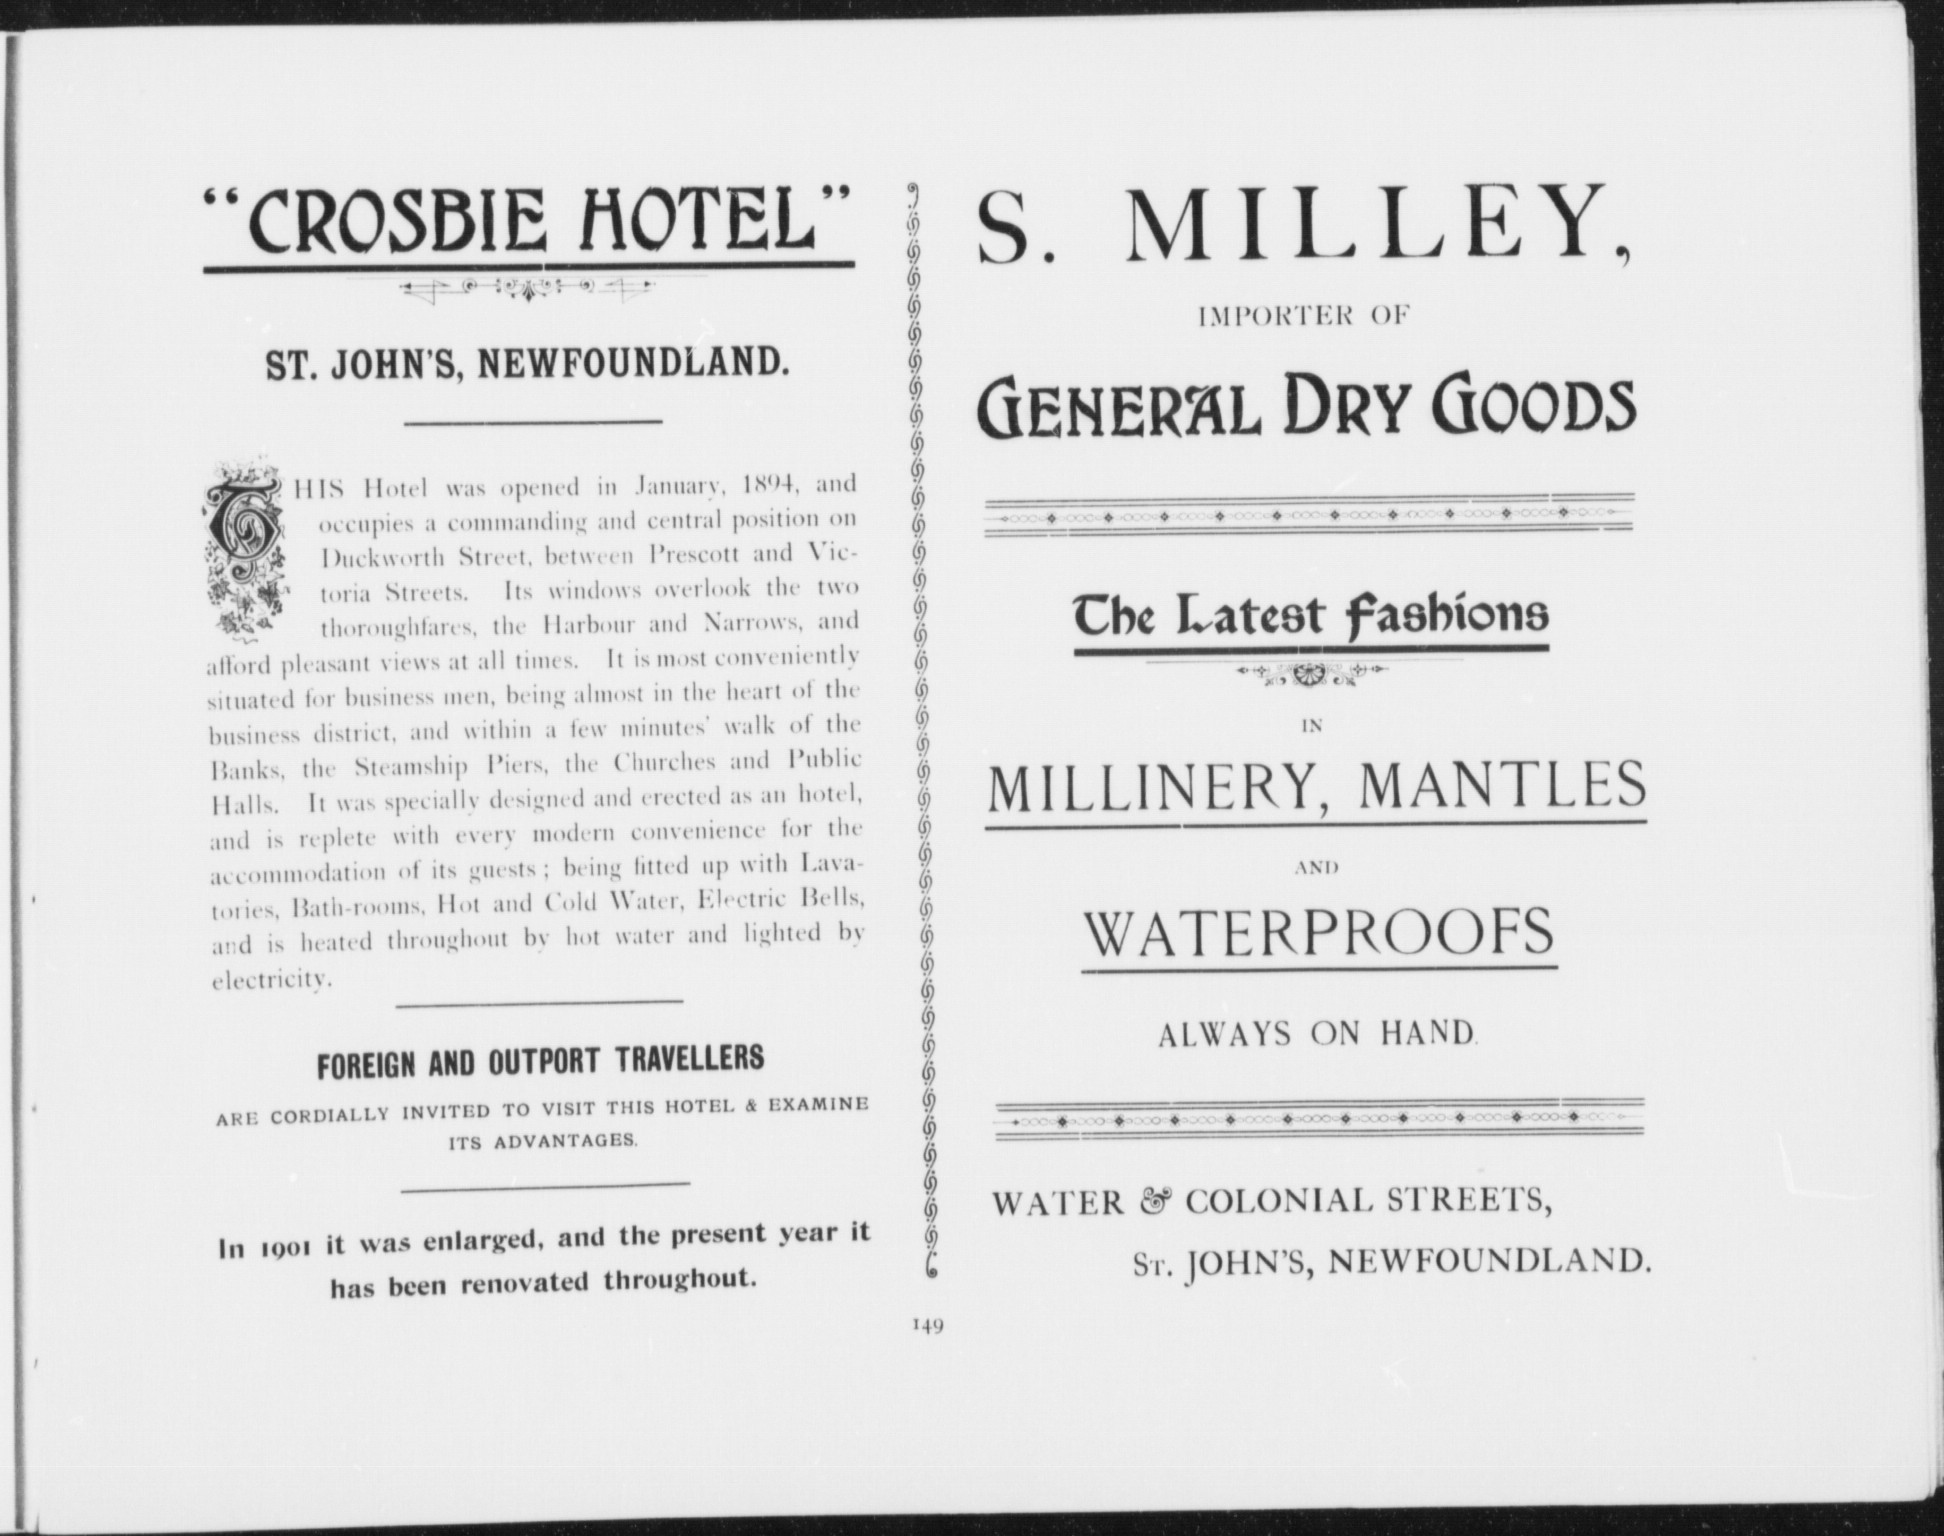 "CROSBIE HOTEL"
ST. JOHN'S, NEWFOUNDLAND.
THIS Hotel was opened in January, 1894, and
occupies a commanding and central position on
Duckworth Street, between Prescott and Vic-
toria Streets. Its windows overlook the two
thoroughfares, the Harbour and Narrows, and
afford pleasant views at all times. It is most conveniently
situated for business men, being almost in the heart of the
business district, and within a few minutes' walk of the
Banks, the Steamship Piers, the Churches and Public
Halls. It was specially designed and erected as an hotel,
and is replete with every modern convenience for the
accommodation of its guests; being fitted up with Lava-
tories, Bath-rooms, Hot and Cold Water, Electric Bells,
and is heated throughout by hot water and lighted by
electricity.
FOREIGN AND OUTPORT TRAVELLERS
ARE CORDIALLY INVITED TO VISIT THIS HOTEL & EXAMINE
ITS ADVANTAGES.
In 1901 it was enlarged, and the present year it
has been renovated throughout.
S. MILLEY,
IMPORTER OF
GENERAL DRY GOODS
The Latest Fashions
IN
MILLINERY, MANTLES
AND
WATERPROOFS
ALWAYS ON HAND.
WATER & COLONIAL STREETS,
ST. JOHN'S, NEWFOUNDLAND.
149